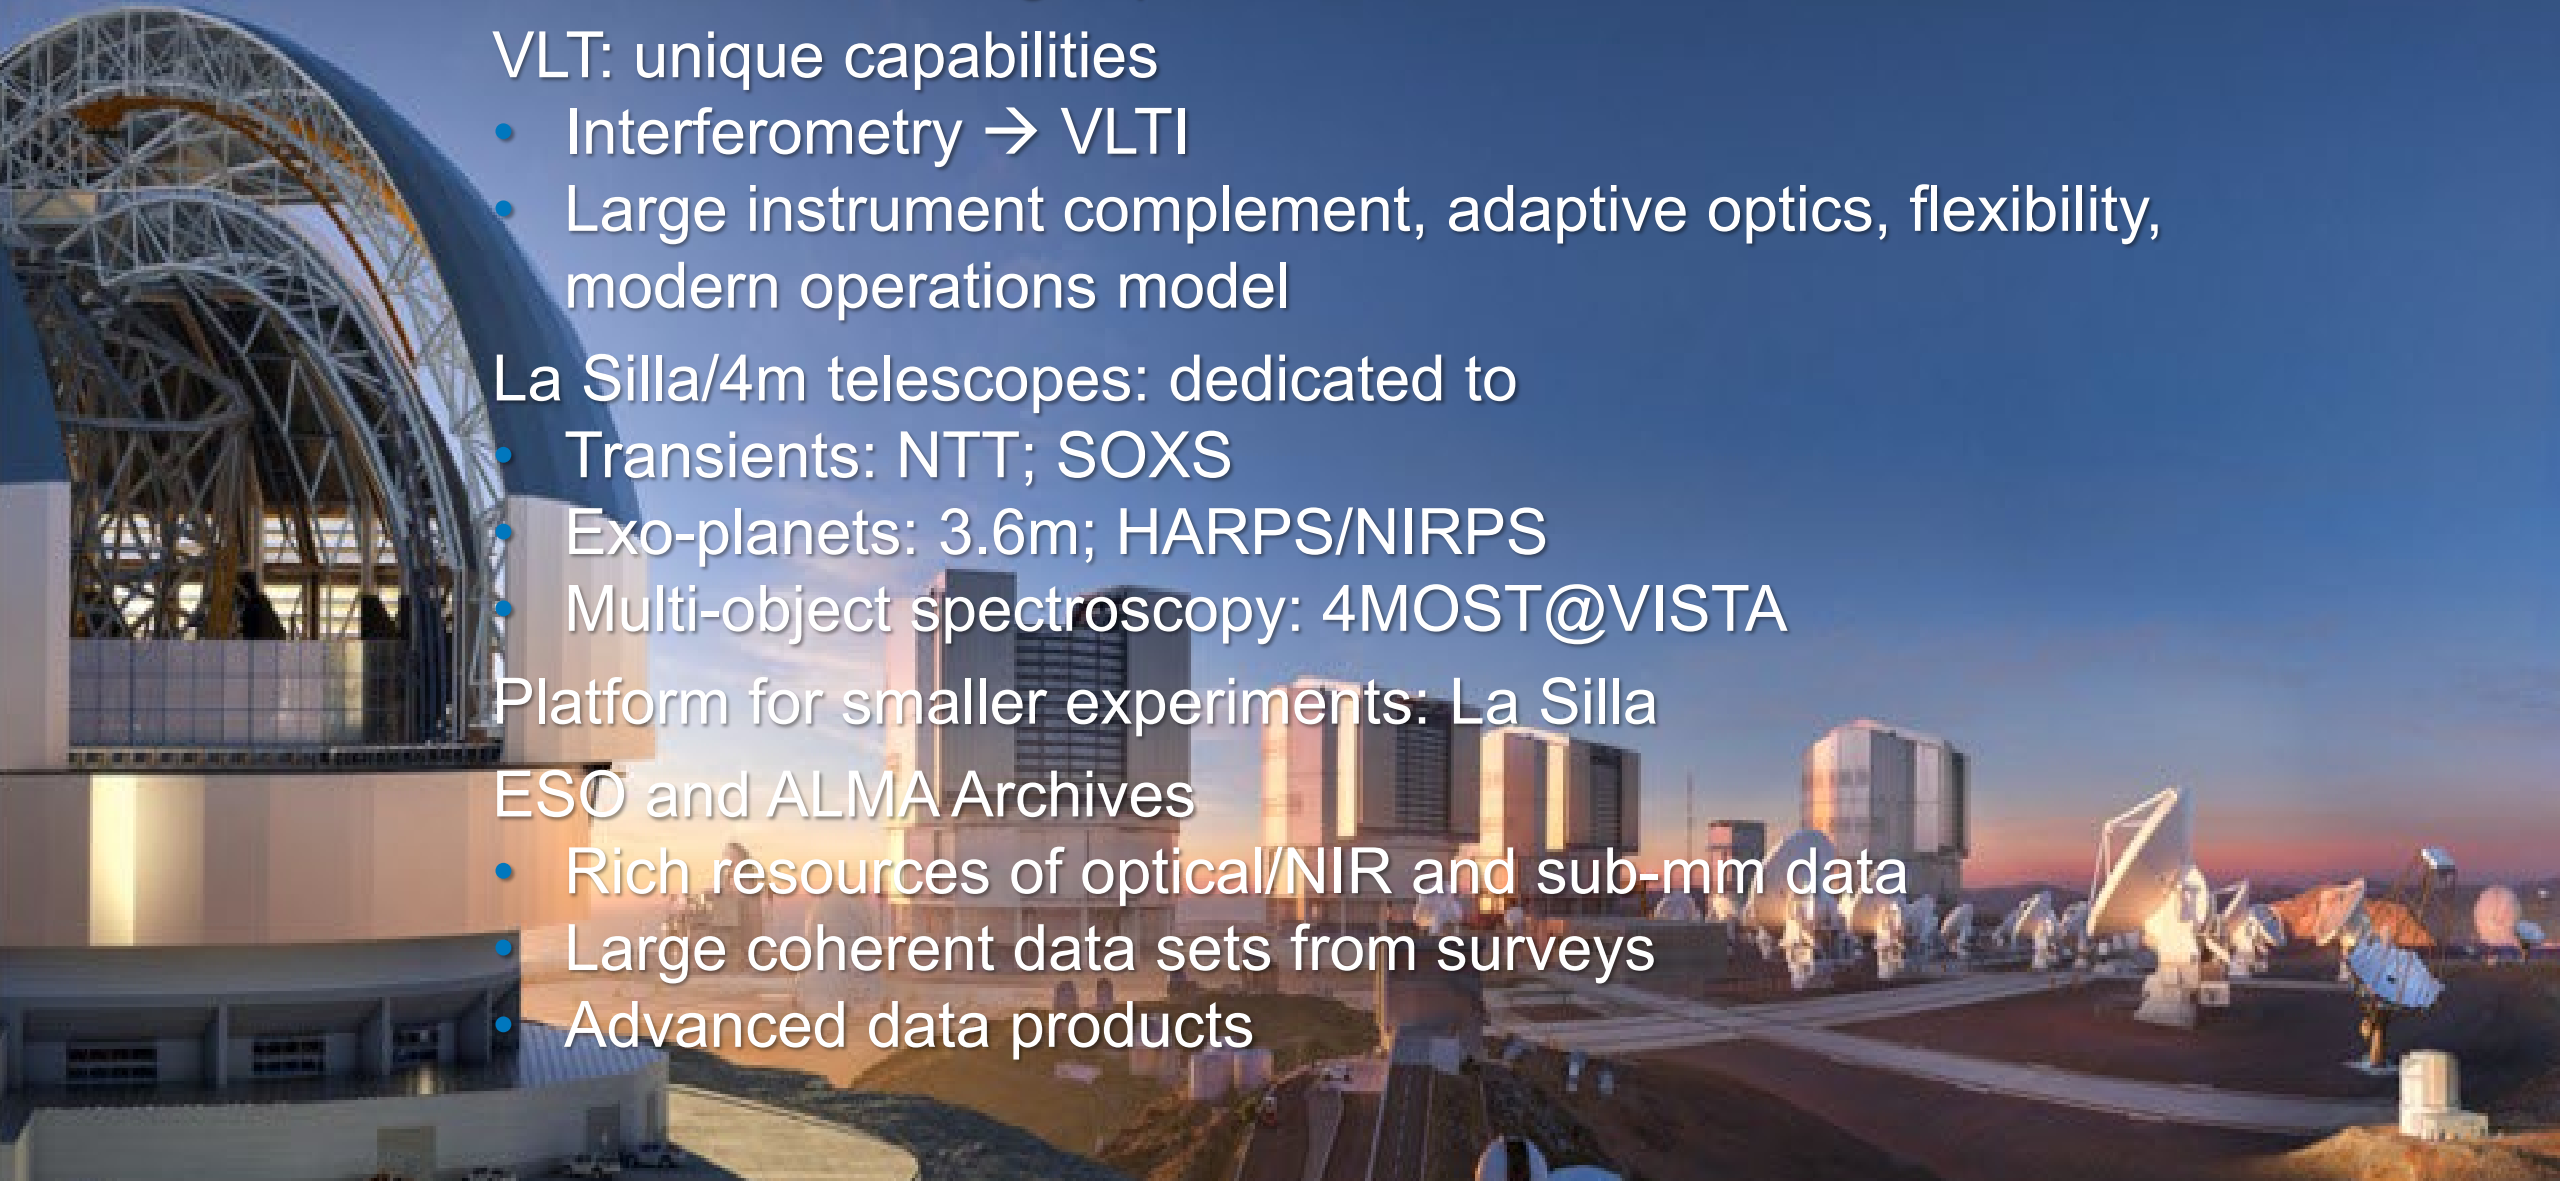 VLT: unique capabilities
• Interferometry → VLTI
• Large instrument complement, adaptive optics, flexibility,
modern operations model
La Silla/4m telescopes: dedicated to
• Transients: NTT; SOXS
• Exo-planets: 3.6m; HARPS/NIRPS
• Multi-object spectroscopy: 4MOST@VISTA
Platform for smaller experiments: La Silla
ESO and ALMA Archives
• Rich resources of optical/NIR and sub-mm data
• Large coherent data sets from surveys
• Advanced data products